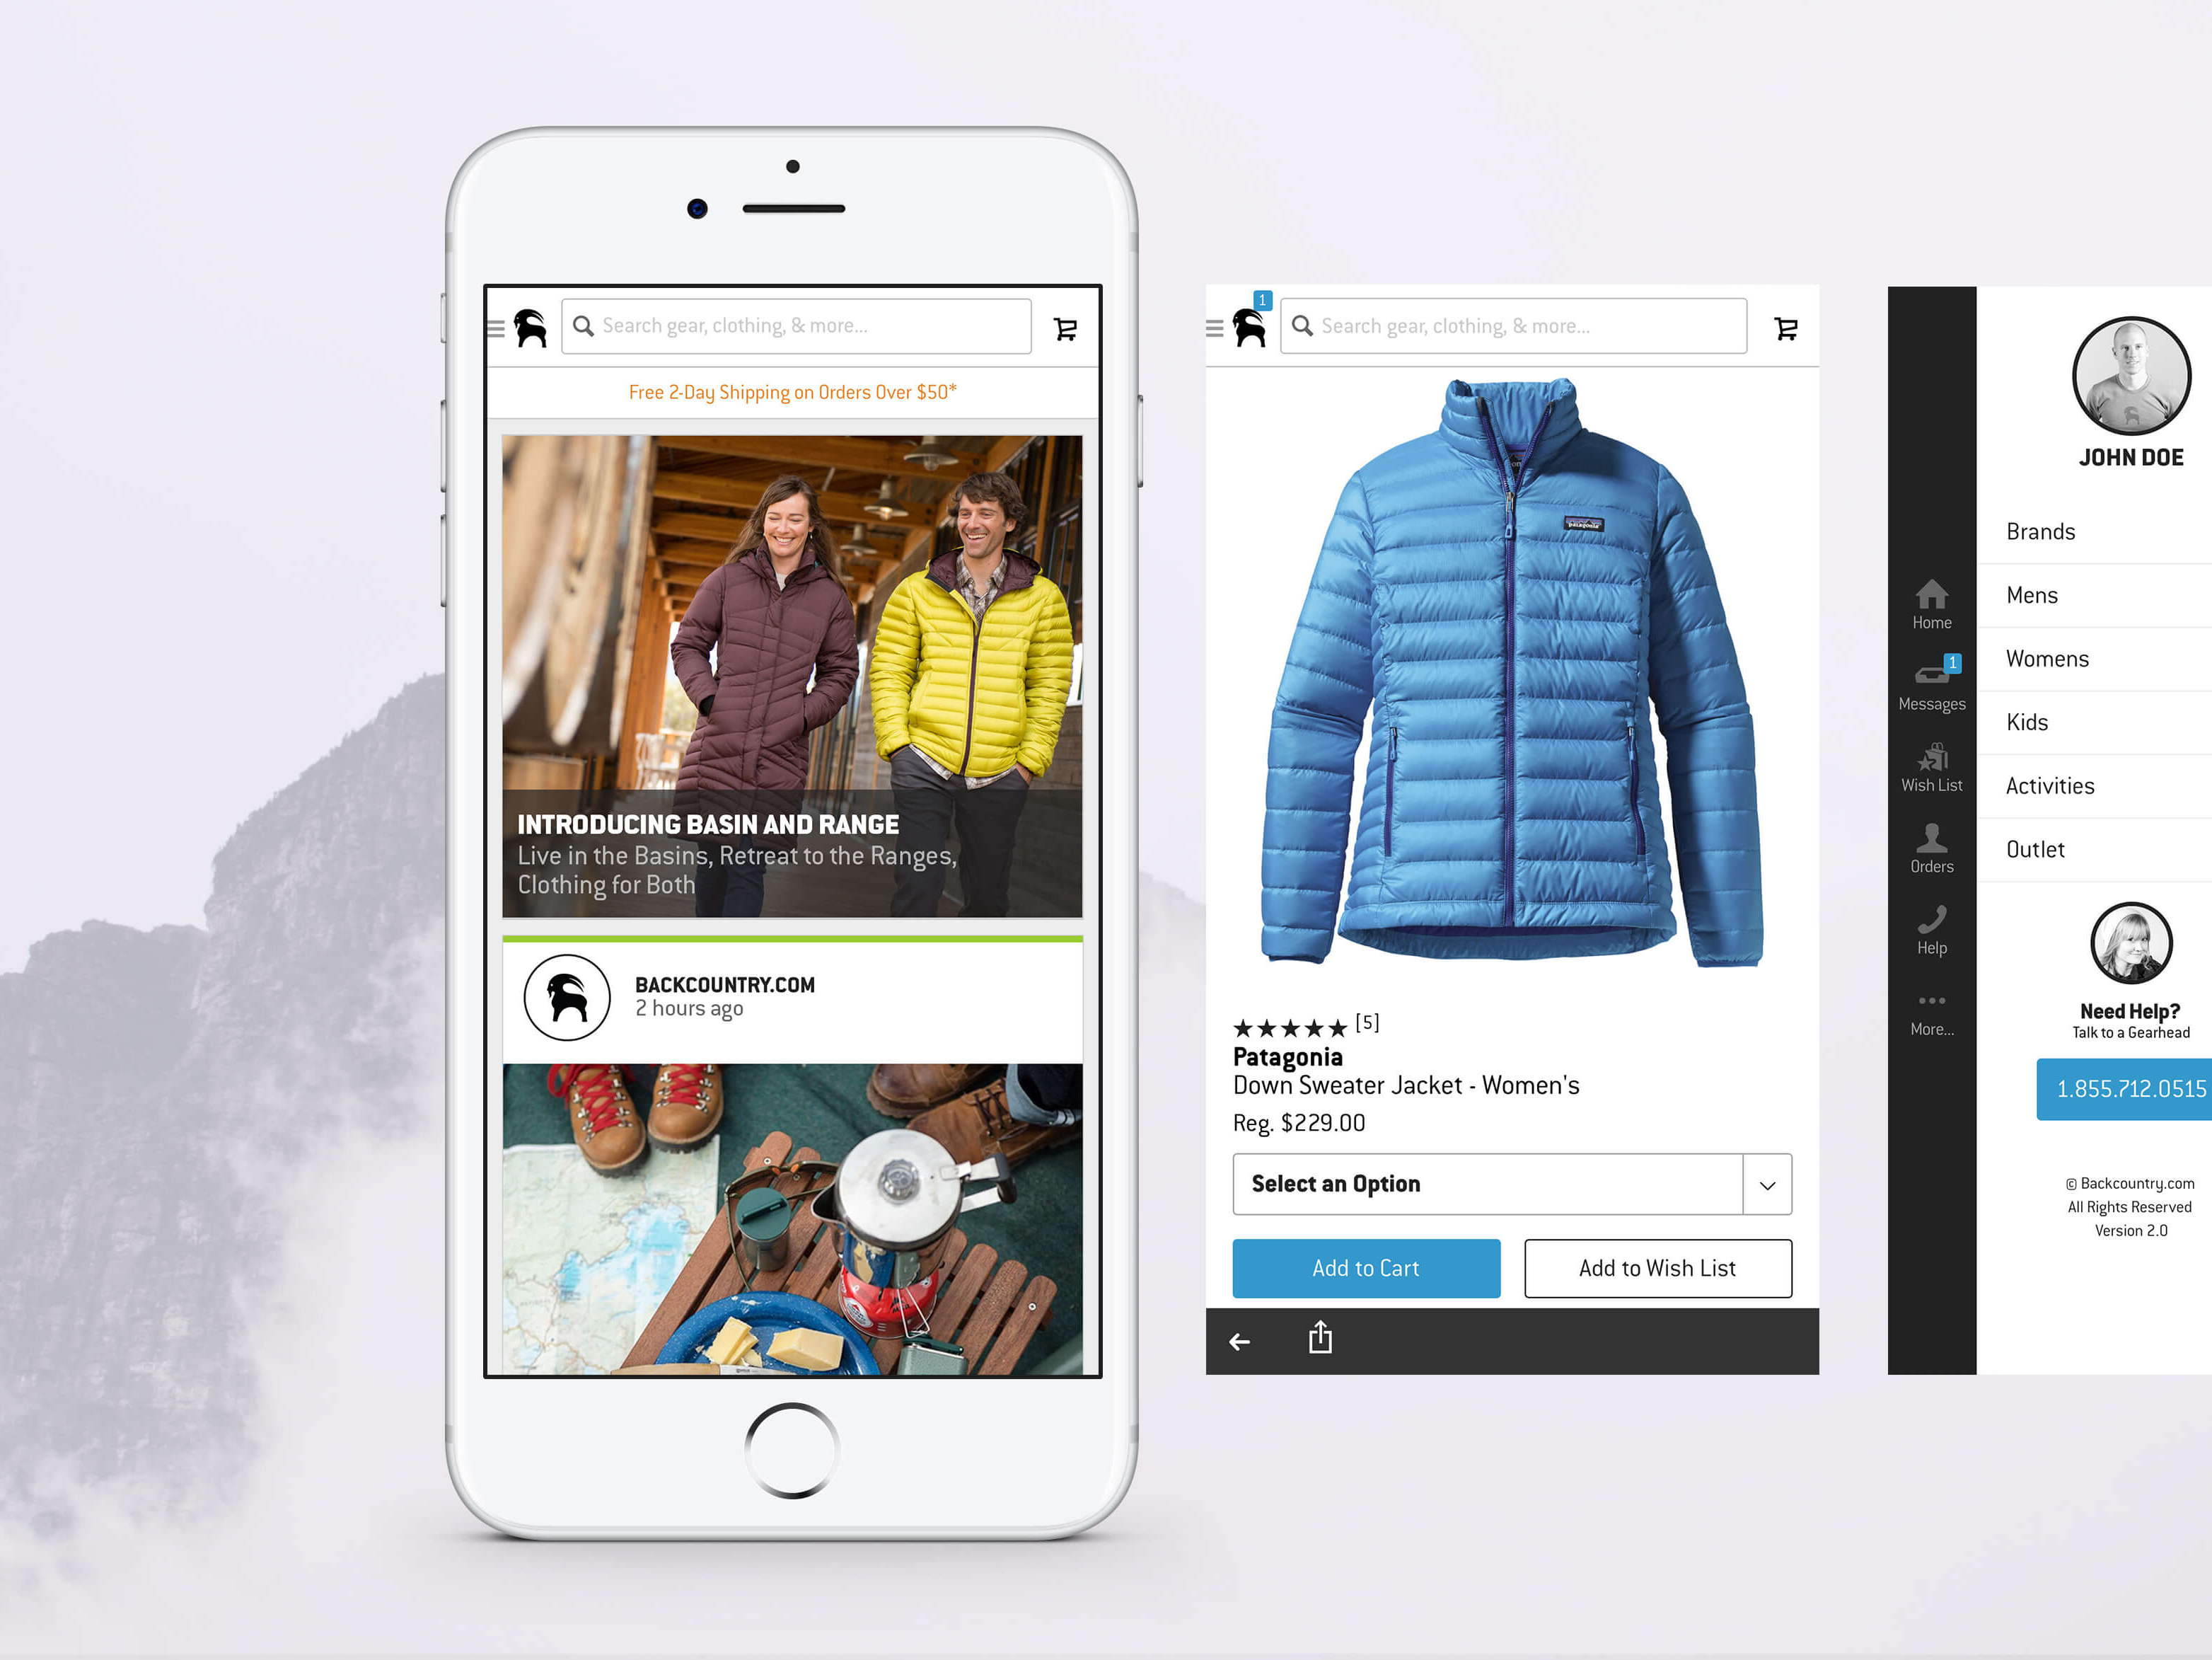 Search gear, clothing, & more...
Free 2-Day Shipping on Orders Over $50*
INTRODUCING BASIN AND RANGE
Live in the Basins, Retreat to the Ranges,
Clothing for Both
BACKCOUNTRY.COM
2 hours ago
1
Search gear, clothing, & more...
patagonia
[5]
Patagonia
Down Sweater Jacket - Women's
Reg. $229.00
Select an Option
Add to Cart
Add to Wish List
Home
1
Messages
Wish List
Orders
Help
More...
JOHN DOE
Brands
Mens
Womens
Kids
Activities
Outlet
Need Help?
Talk to a Gearhead
1.855.712.0515
© Backcountry.com
All Rights Reserved
Version 2.0